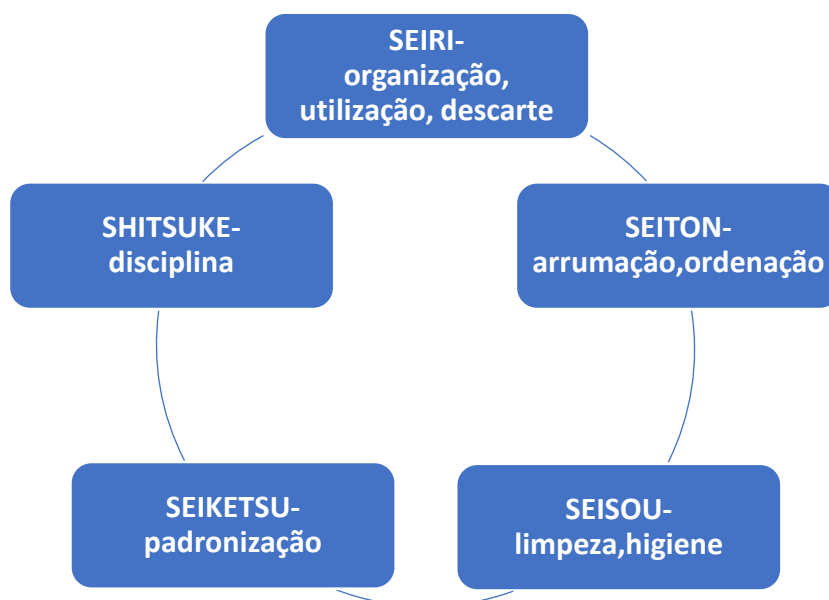 SEIRI-
organização,
utilização, descarte
SEITON-
arrumação,ordenação
SEISOU-
limpeza,higiene
SEIKETSU-
padronização
SHITSUKE-
disciplina